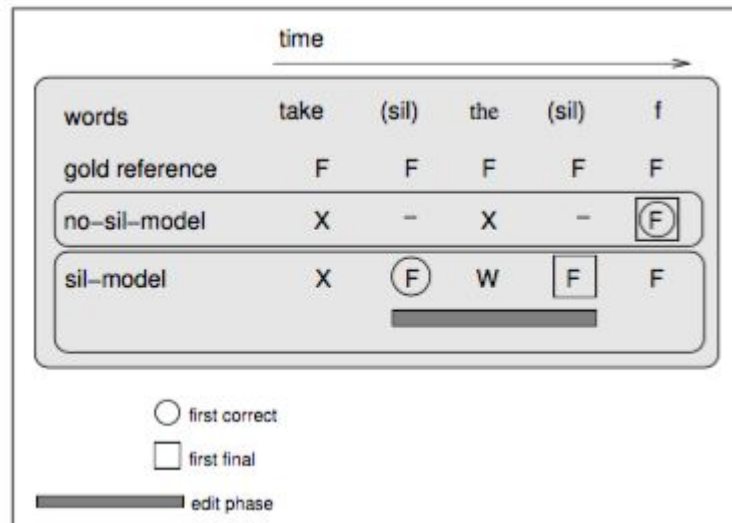 time
words take (sil) the (sil) f
gold reference F F F F F
no-sil-model X - X - F
sil-model X F W F F
first correct
first final
edit phase